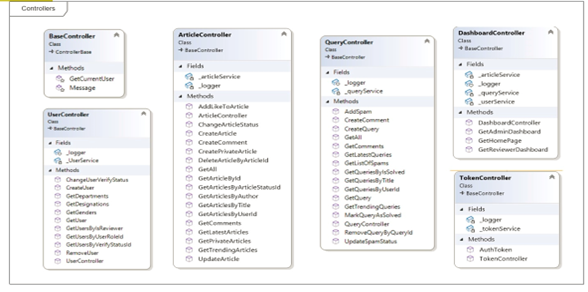 Controllers
BaseController
Class
→ ControllerBase
Methods
GetCurrentUser
Message
UserController
Class
→ BaseController
Fields
_logger
_UserService
Methods
ChangeUserVerifyStatus
CreateUser
GetDepartments
GetDesignations
GetGenders
GetUser
GetUsersByIsReviewer
GetUsersByUserRoleId
GetUsersByVerifyStatusId
RemoveUser
UserController
ArticleController
Class
→ BaseController
Fields
_articleService
_logger
Methods
AddLikeToArticle
ArticleController
ChangeArticleStatus
CreateArticle
CreateComment
CreatePrivateArticle
DeleteArticleByArticleId
GetAll
GetArticleById
GetArticlesByArticleStatusId
GetArticlesByAuthor
GetArticlesByTitle
GetArticlesByUserId
GetComments
GetLatestArticles
GetPrivateArticles
GetTrendingArticles
UpdateArticle
QueryController
Class
→ BaseController
Fields
_logger
_queryService
Methods
AddSpam
CreateComment
CreateQuery
GetAll
GetComments
GetLatestQueries
GetListOfSpams
GetQueriesByIsSolved
GetQueriesByTitle
GetQueriesByUserId
GetQuery
GetTrendingQueries
MarkQueryAsSolved
QueryController
RemoveQueryByQueryId
UpdateSpamStatus
DashboardController
Class
→ BaseController
Fields
_articleService
_logger
_queryService
_userService
Methods
DashboardController
GetAdminDashboard
GetHomePage
GetReviewerDashboard
TokenController
Class
→ BaseController
Fields
_logger
_tokenService
Methods
AuthToken
TokenController